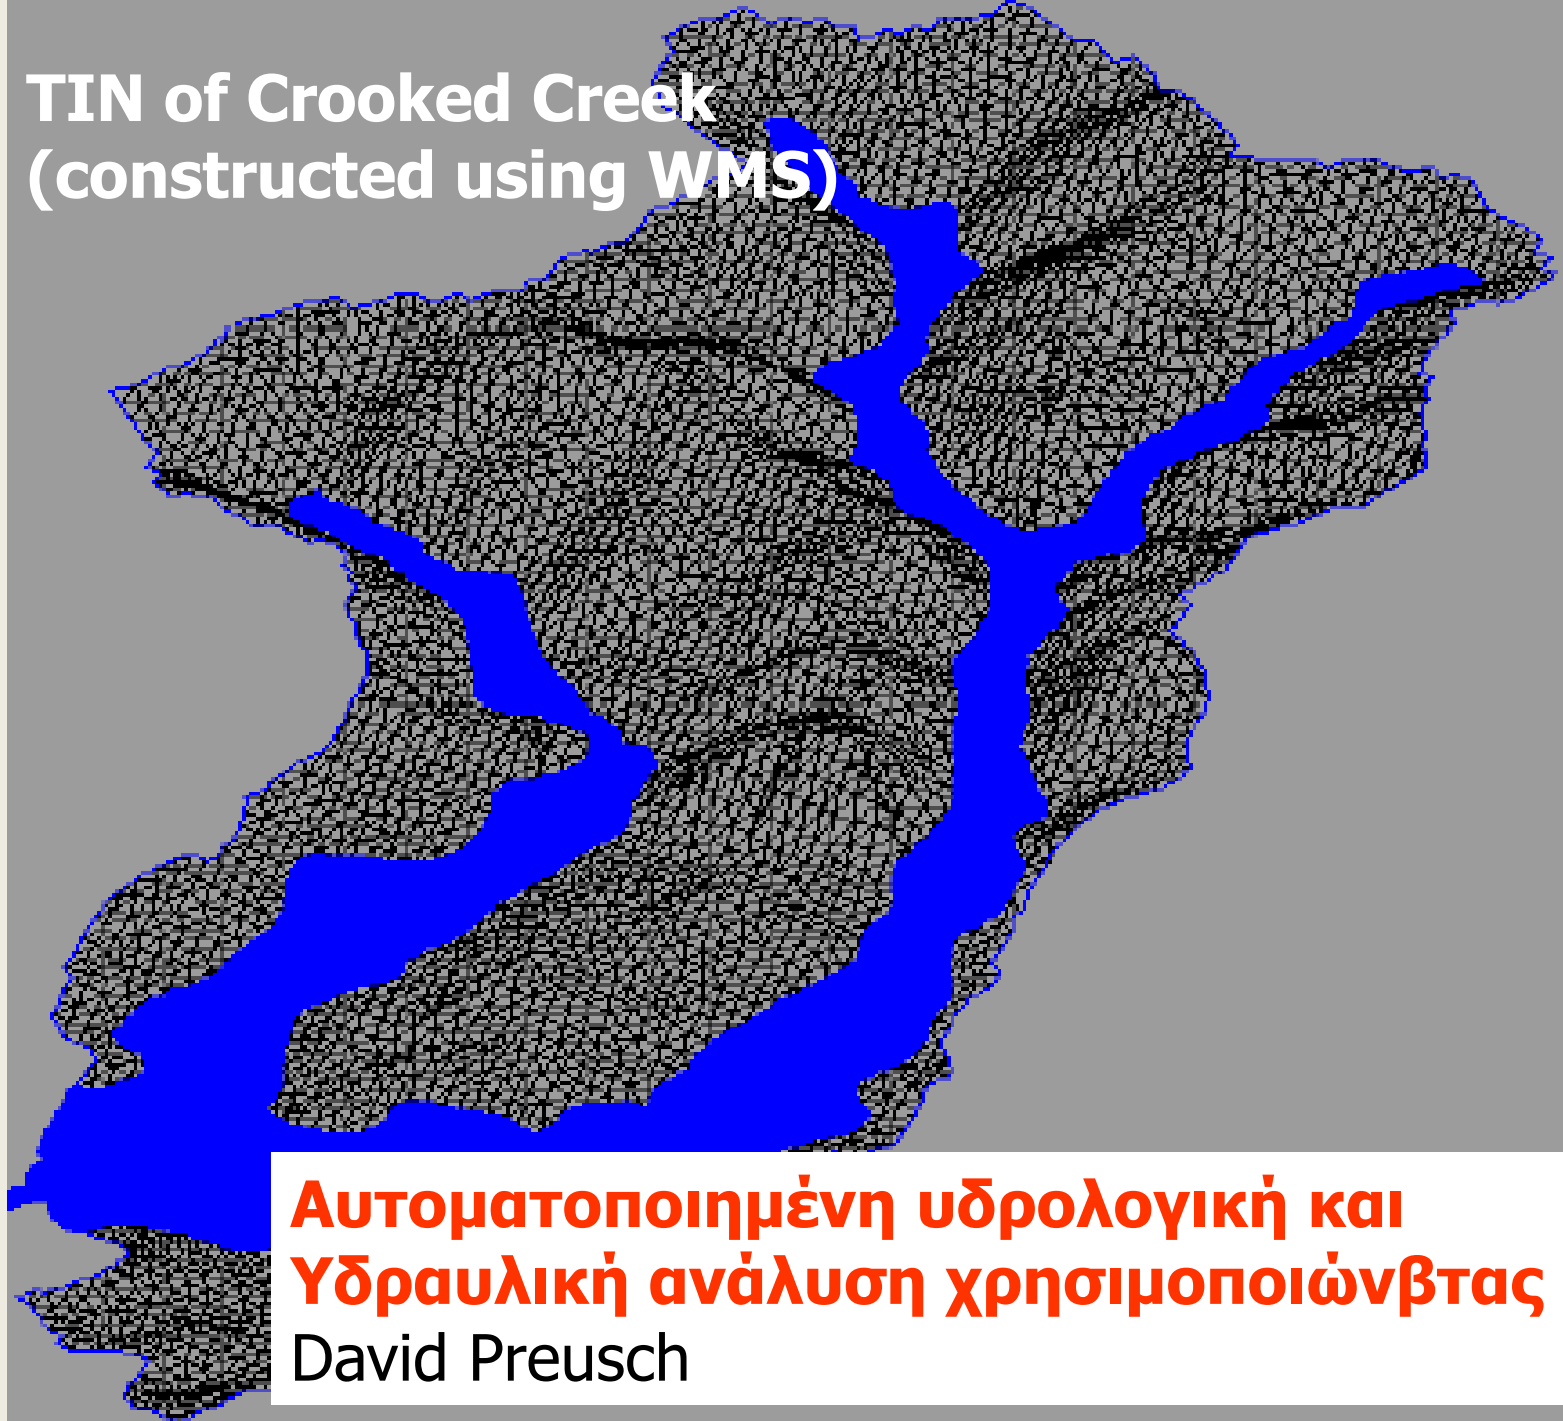 TIN of Crooked Creek
(constructed using WMS)
Αυτοματοποιημένη υδρολογική και
Υδραυλική ανάλυση χρησιμοποιώνβτας
David Preusch